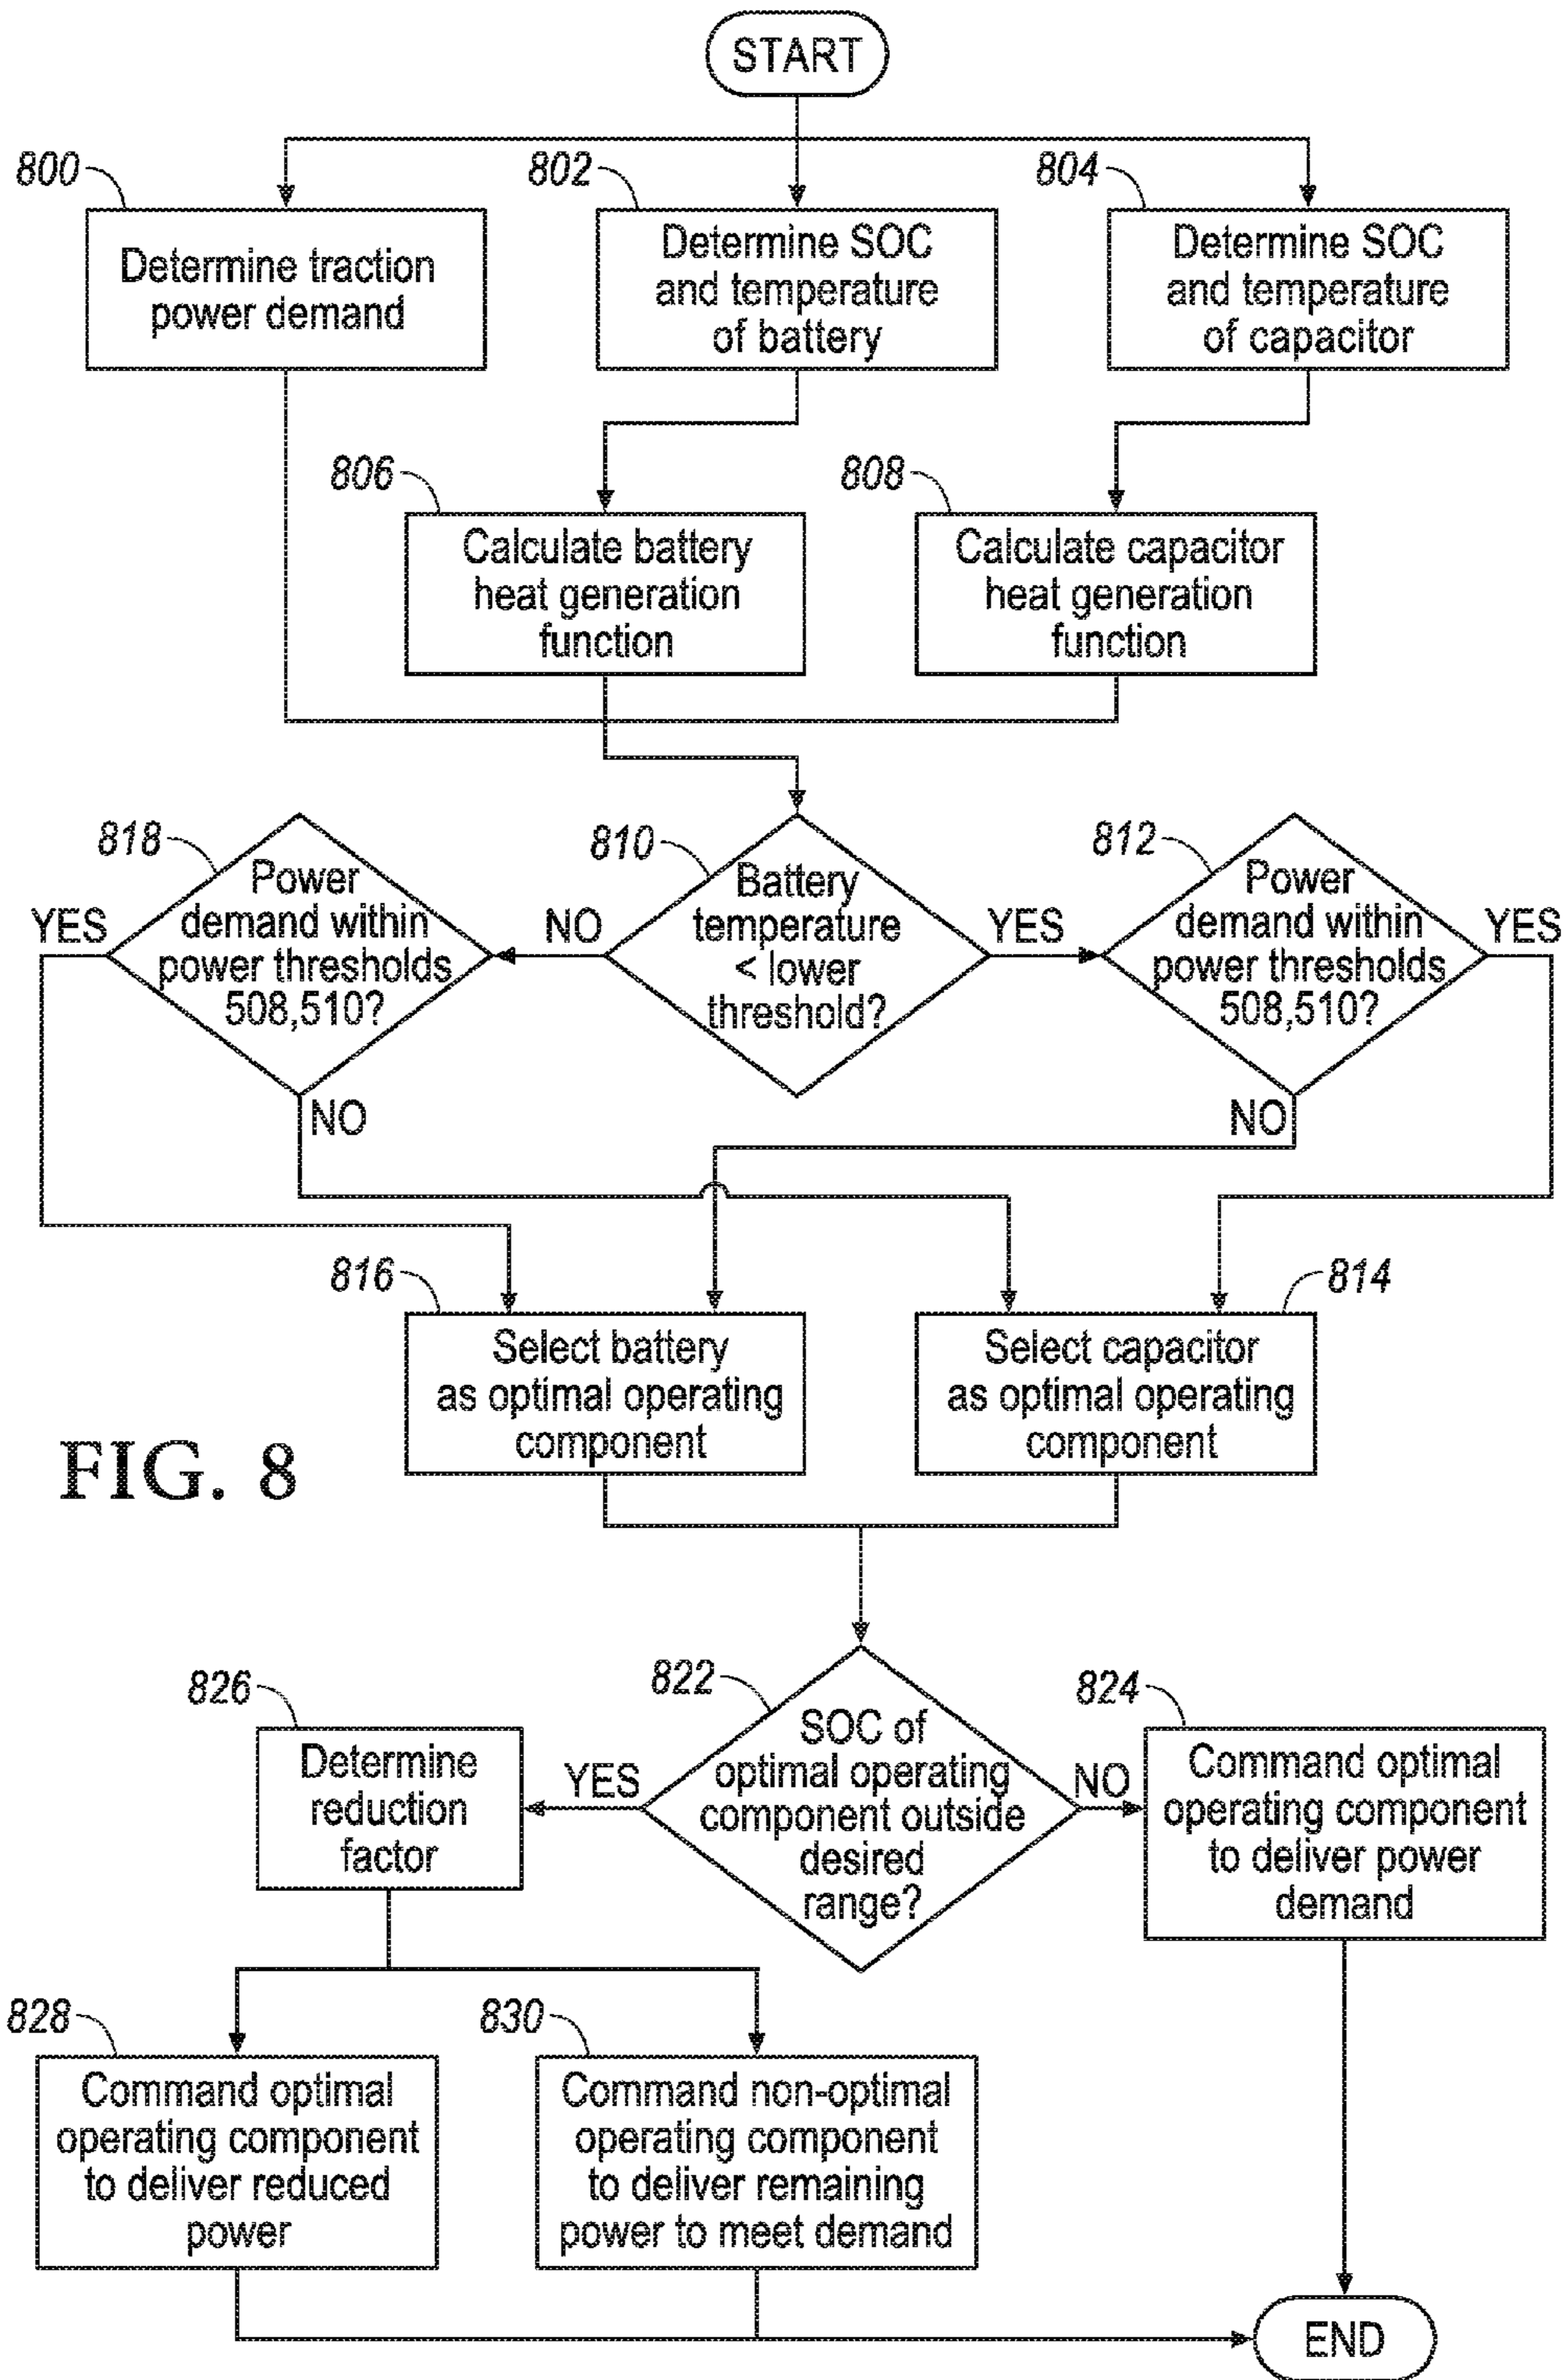 START
800
802
804
Determine traction
power demand
Determine SOC
and temperature
of battery
Determine SOC
and temperature
of capacitor
806
808
Calculate battery
heat generation
function
Calculate capacitor
heat generation
function
818
810
812
Power
demand within
power thresholds
508,510?
Battery
temperature
< lower
threshold?
Power
demand within
power thresholds
508,510?
YES
NO
YES
YES
NO
NO
816
814
Select battery
as optimal operating
component
Select capacitor
as optimal operating
component
FIG. 8
826
822
824
Determine
reduction
factor
YES
SOC of
optimal operating
component outside
desired
range?
NO
Command optimal
operating component
to deliver power
demand
828
830
Command optimal
operating component
to deliver reduced
power
Command non-optimal
operating component
to deliver remaining
power to meet demand
END